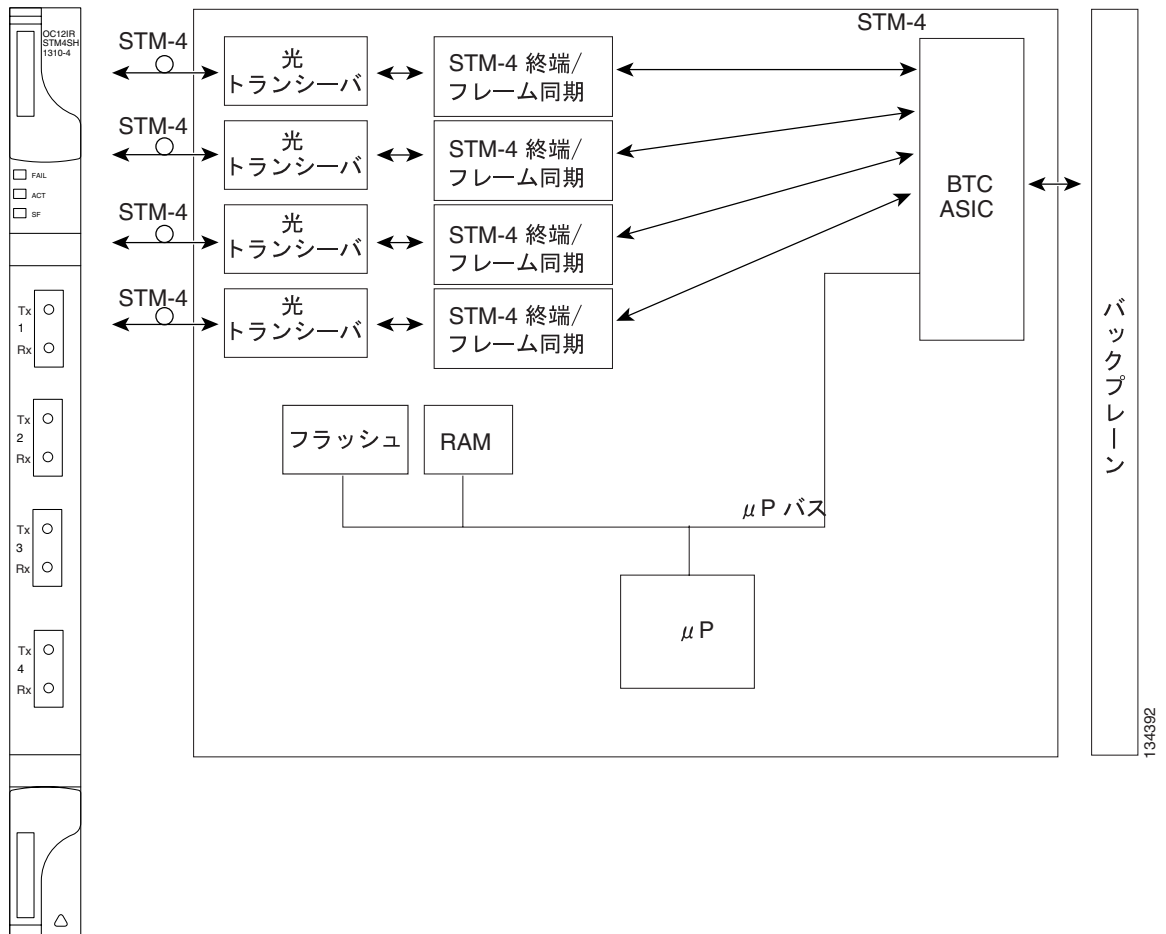 OC12IR
STM4SH
1310-4
FAIL
ACT
SF
Tx
1
Rx
Tx
2
Rx
Tx
3
Rx
Tx
4
Rx
STM-4
STM-4
光
トランシーバ
STM-4 終端/
フレーム同期
STM-4
光
トランシーバ
STM-4 終端/
フレーム同期
STM-4
光
トランシーバ
STM-4 終端/
フレーム同期
STM-4
光
トランシーバ
STM-4 終端/
フレーム同期
BTC
ASIC
フラッシュ
RAM
μP バス
μP
バックプレーン
134392